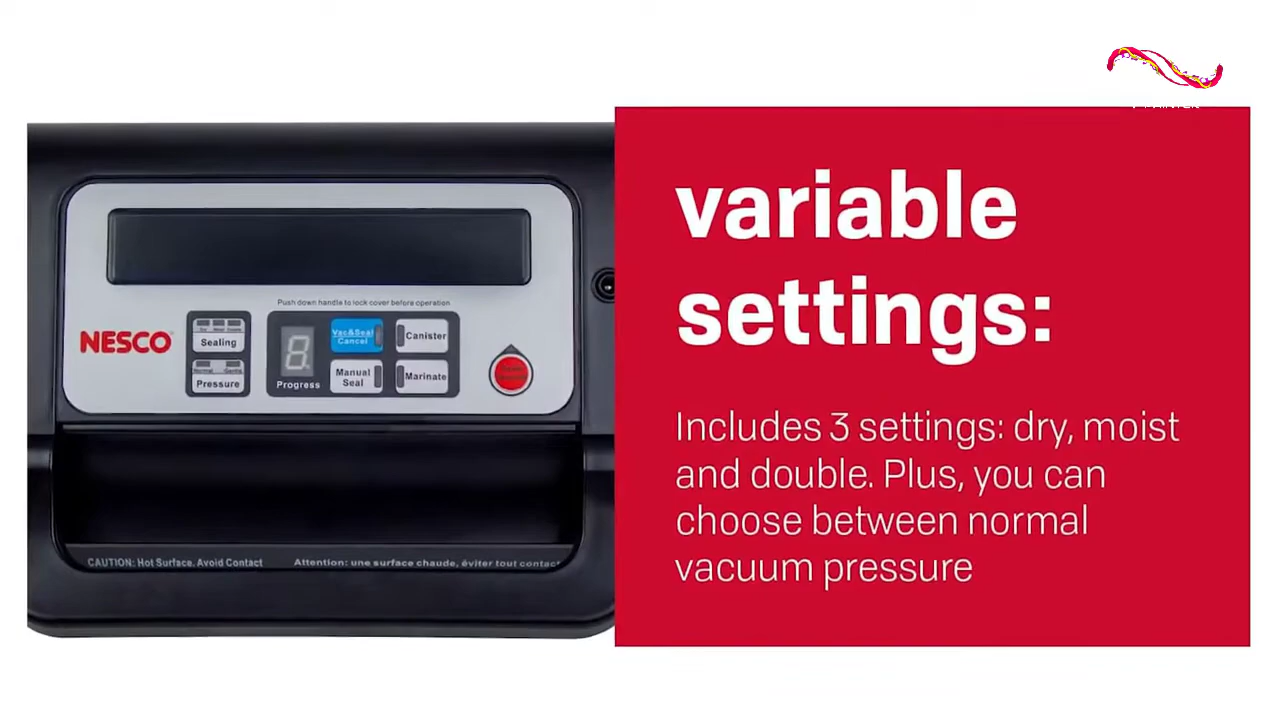 variable
settings:
Includes 3 settings: dry, moist
and double. Plus, you can
choose between normal
vacuum pressure
Push down handle to lock cover before operation
NESCO
Sealing
Normal Gentle
Pressure
Progress
Vac&Seal
Cancel
Manual
Seal
Canister
Marinate
CAUTION: Hot Surface. Avoid Contact
Attention: une surface chaude, éviter tout contact